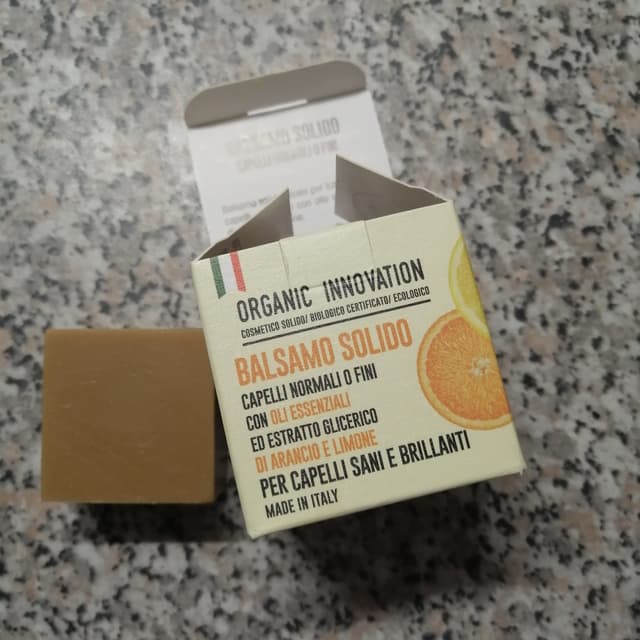 ORGANIC INNOVATION
COSMETICO SOLIDO/ BIOLOGICO CERTIFICATO/ ECOLOGICO
BALSAMO SOLIDO
CAPELLI NORMALI O FINI
CON OLI ESSENZIALI
ED ESTRATTO GLICERICO
DI ARANCIO E LIMONE
PER CAPELLI SANI E BRILLANTI
MADE IN ITALY